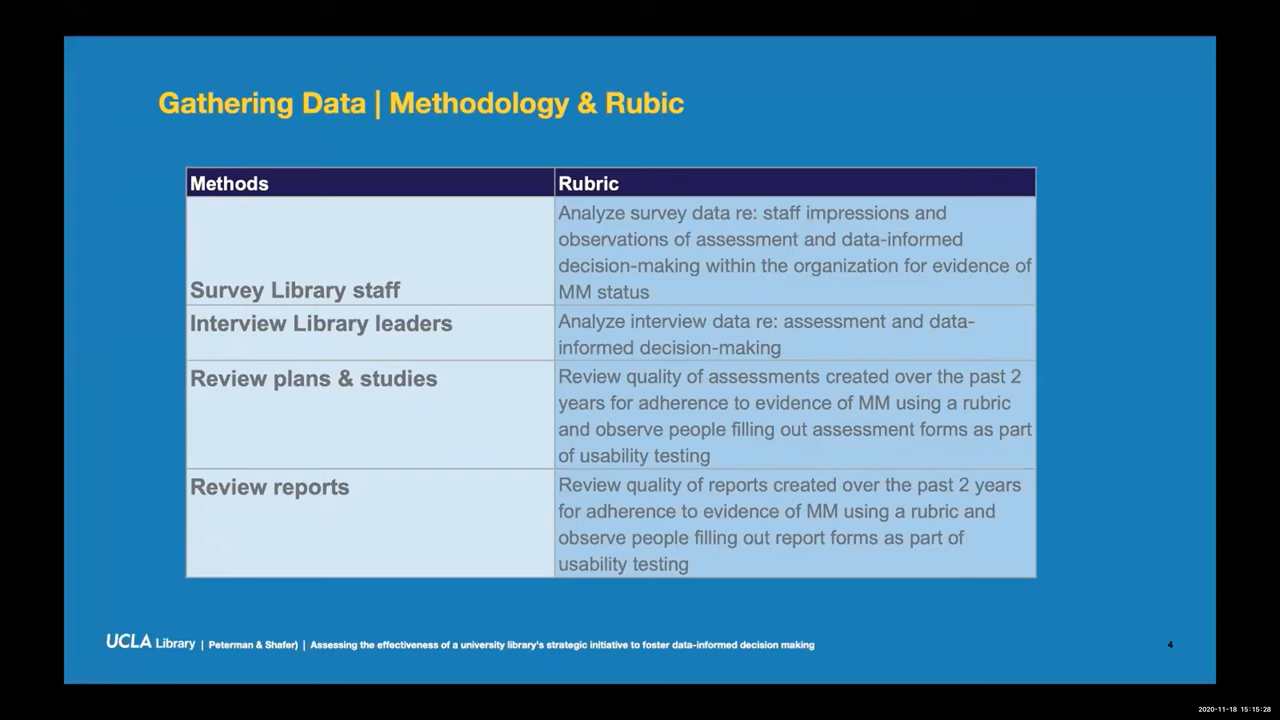 Gathering Data | Methodology & Rubic
Methods
Rubric
Survey Library staff
Analyze survey data re: staff impressions and
observations of assessment and data-informed
decision-making within the organization for evidence of
MM status
Interview Library leaders
Analyze interview data re: assessment and data-
informed decision-making
Review plans & studies
Review quality of assessments created over the past 2
years for adherence to evidence of MM using a rubric
and observe people filling out assessment forms as part
of usability testing
Review reports
Review quality of reports created over the past 2 years
for adherence to evidence of MM using a rubric and
observe people filling out report forms as part of
usability testing
UCLA Library | Peterman & Shafer) | Assessing the effectiveness of a university library's strategic initiative to foster data-informed decision making
4
2020-11-18 15:15:28